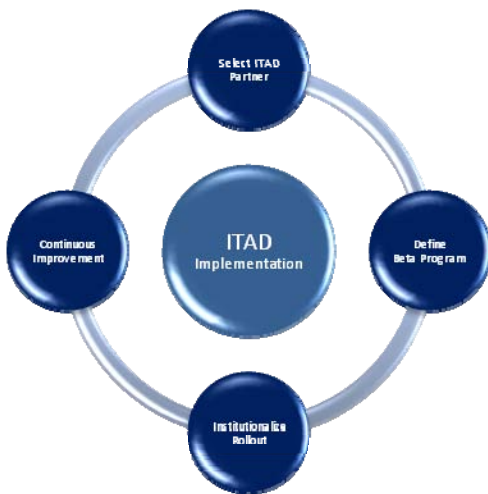 Select ITAD
Partner
ITAD
Implementation
Continuous
Improvement
Define
Beta Program
Institutionalize
Rollout